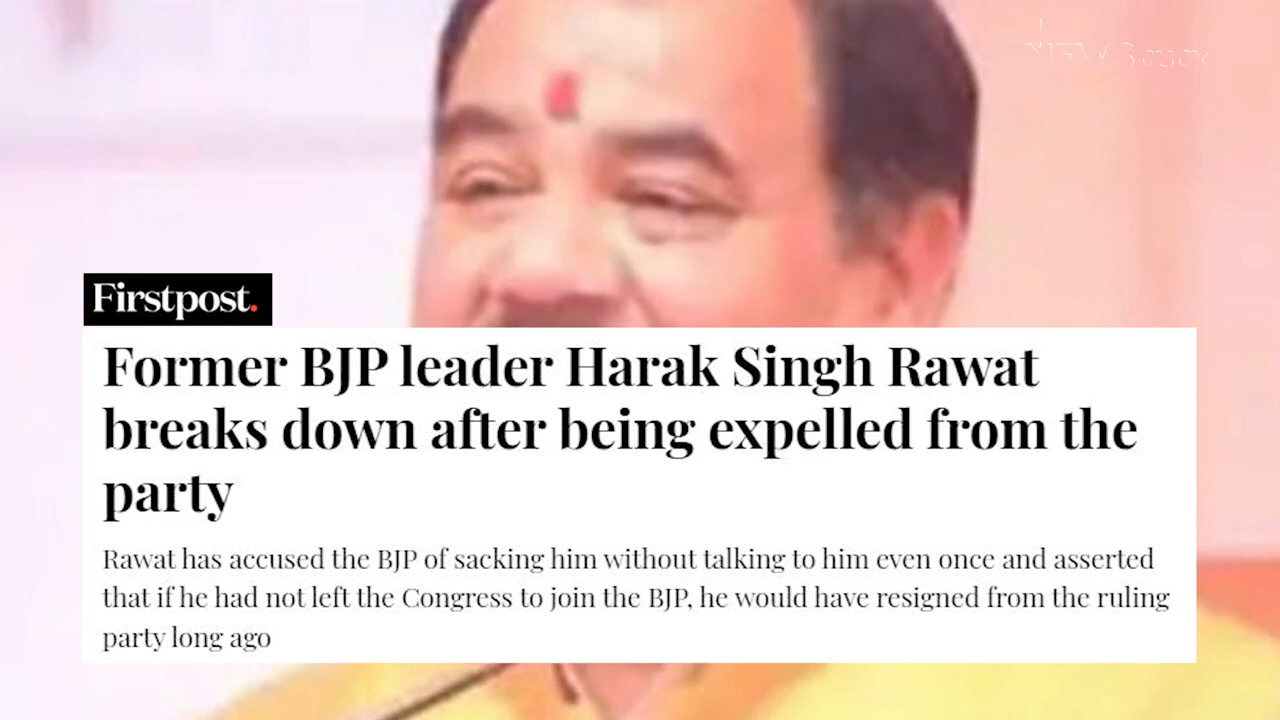 Firstpost.
Former BJP leader Harak Singh Rawat
breaks down after being expelled from the
party
Rawat has accused the BJP of sacking him without talking to him even once and asserted
that if he had not left the Congress to join the BJP, he would have resigned from the ruling
party long ago